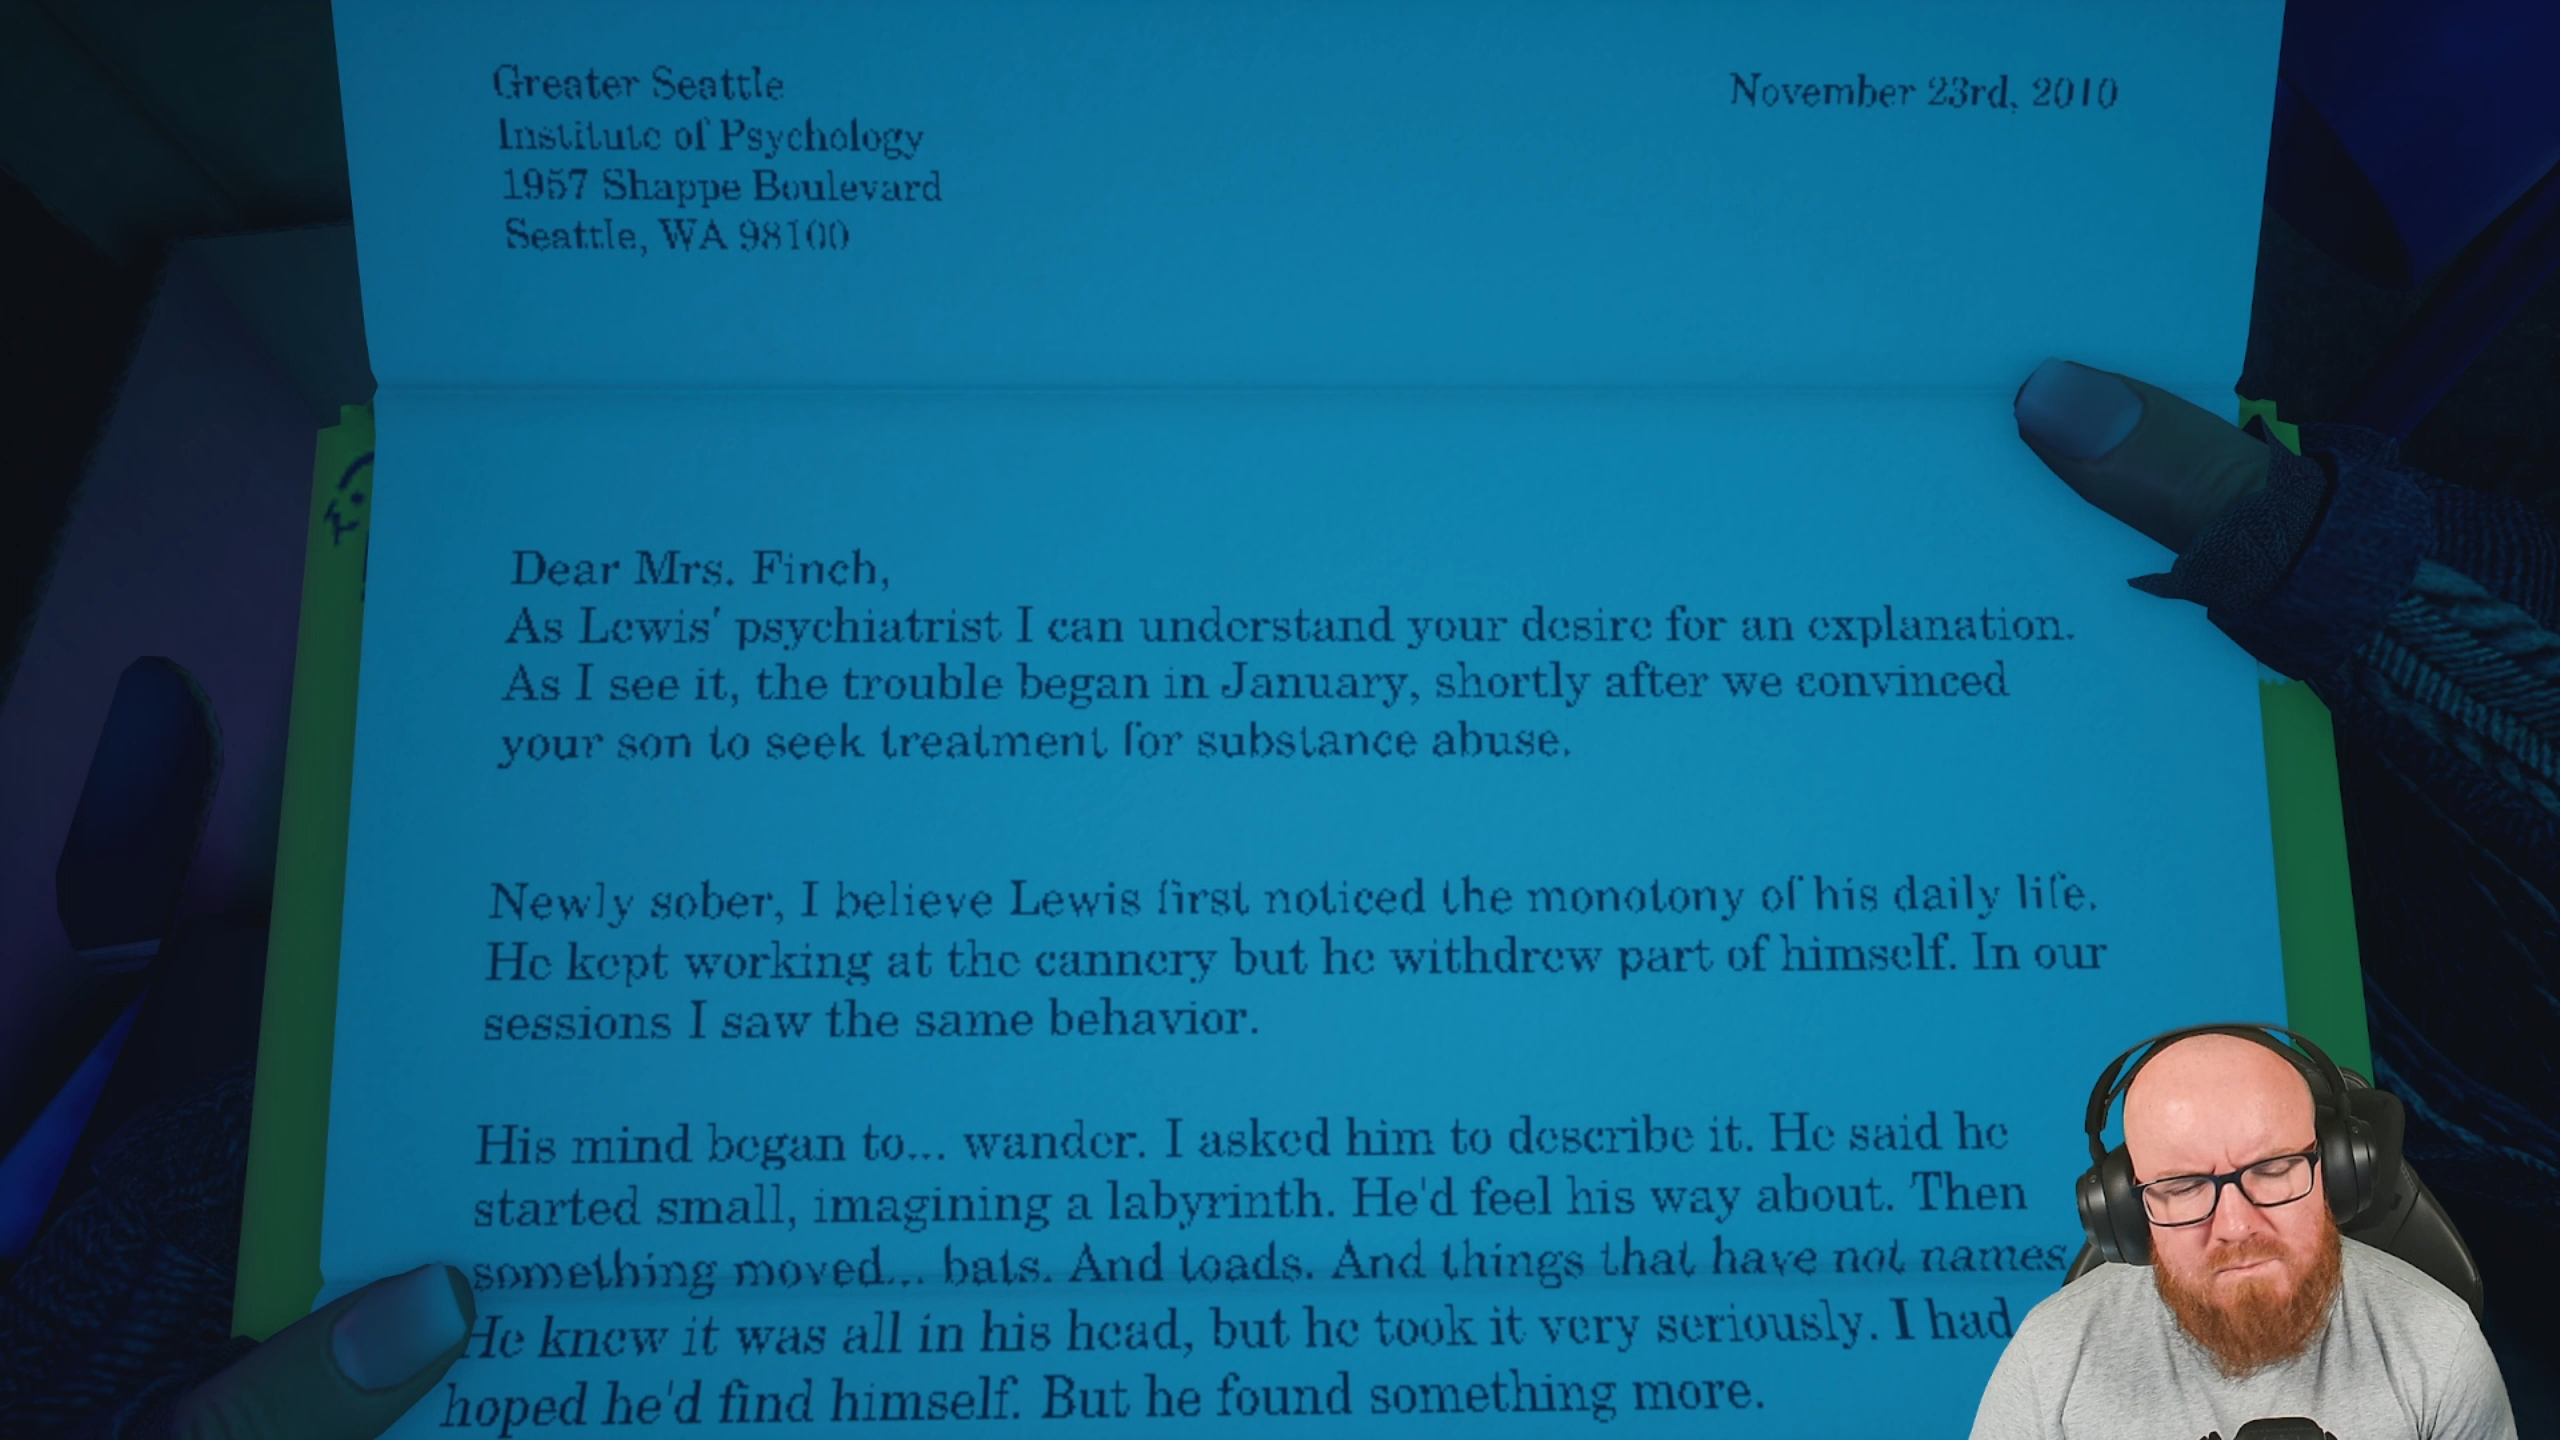 Greater Seattle
Institute of Psychology
1957 Shappe Boulevard
Seattle, WA 98100
November 23rd, 2010
Dear Mrs. Finch,
As Lewis' psychiatrist I can understand your desire for an explanation.
As I see it, the trouble began in January, shortly after we convinced
your son to seek treatment for substance abuse.
Newly sober, I believe Lewis first noticed the monotony of his daily life.
He kept working at the cannery but he withdrew part of himself. In our
sessions I saw the same behavior.
His mind began to... wander. I asked him to describe it. He said he
started small, imagining a labyrinth. He'd feel his way about. Then
something moved... bats. And toads. And things that have not names
He knew it was all in his head, but he took it very seriously. I had
hoped he'd find himself. But he found something more.